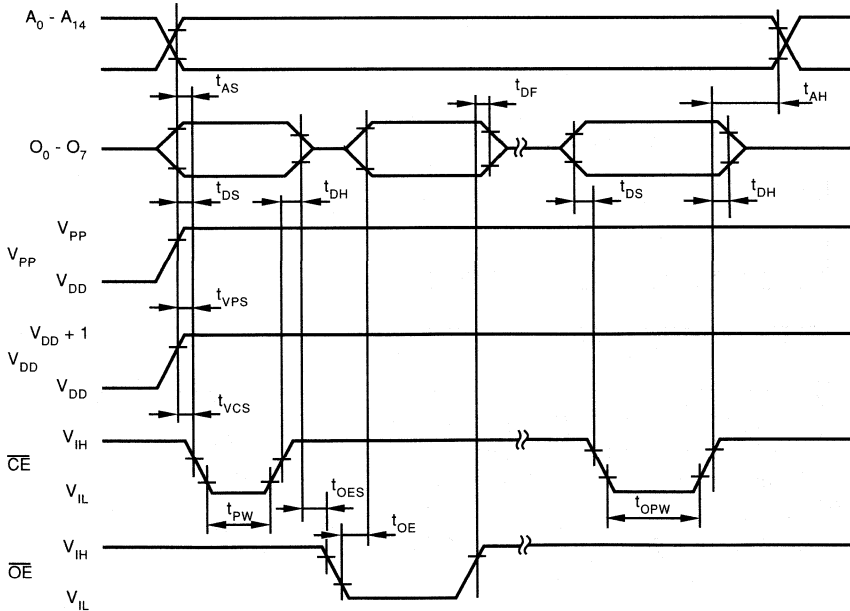 A0 - A14
tAS
tDF
tAH
O0 - O7
tDS
tDH
tDS
tDH
VPP
VPP
VDD
tVPS
VDD + 1
VDD
VDD
tVCS
VIH
CE
VIL
tPW
tOES
tOE
tOPW
VIH
OE
VIL